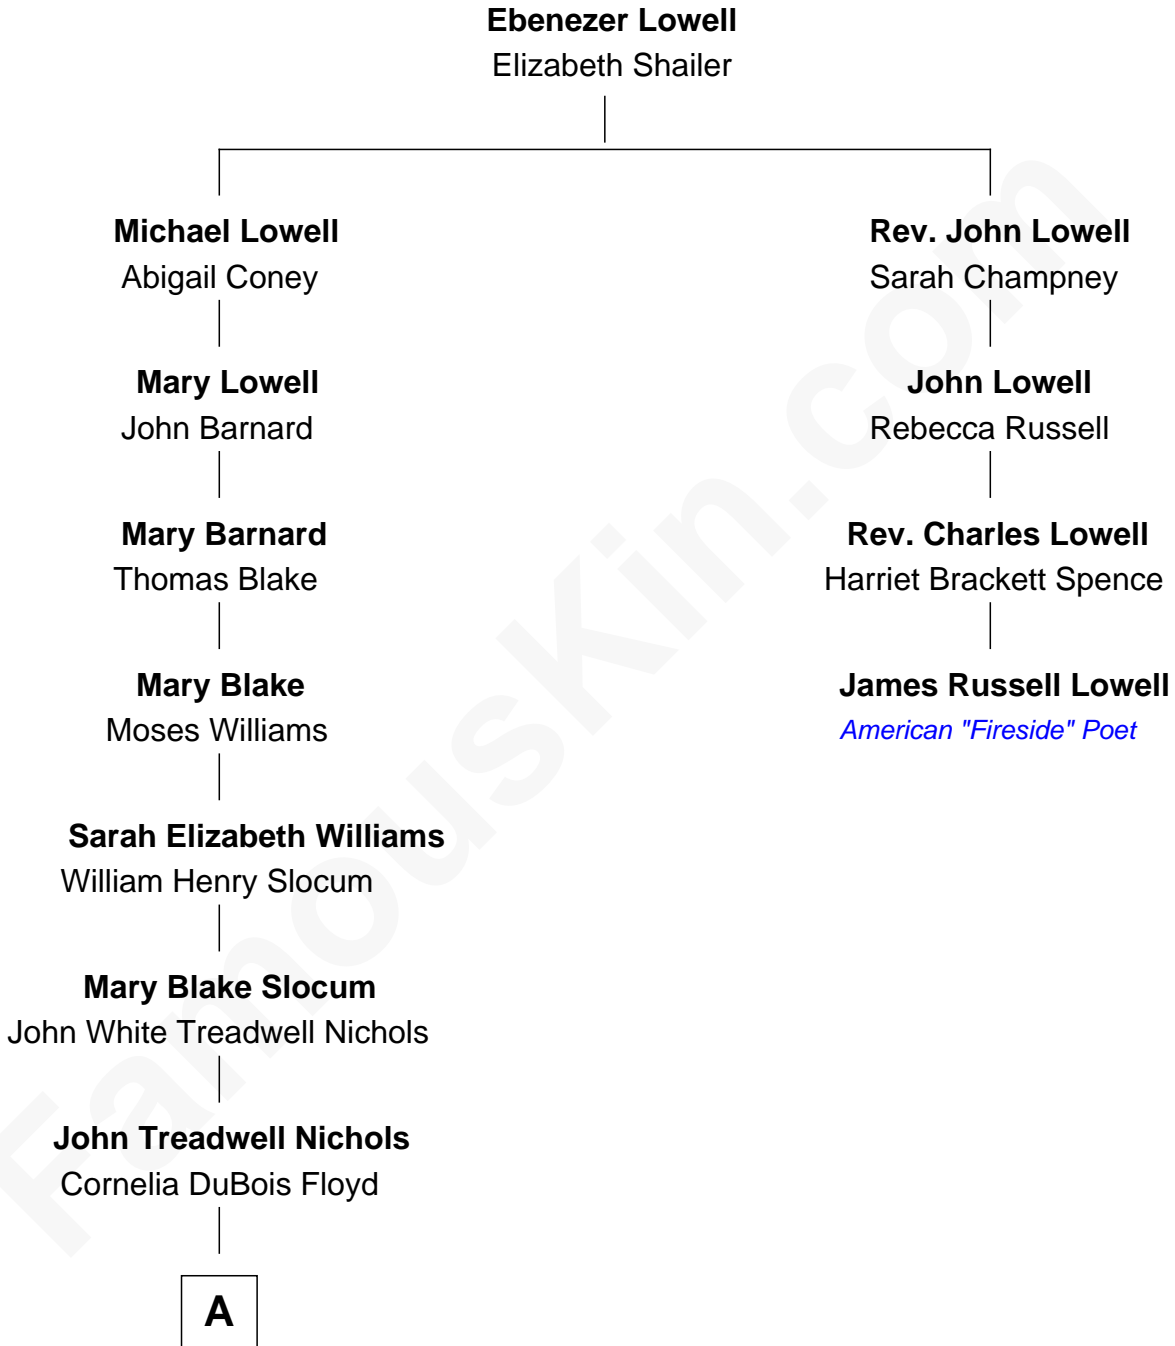 Ebenezer Lowell
Elizabeth Shailer
Michael Lowell
Abigail Coney
Rev. John Lowell
Sarah Champney
Mary Lowell
John Barnard
John Lowell
Rebecca Russell
Mary Barnard
Thomas Blake
Rev. Charles Lowell
Harriet Brackett Spence
Mary Blake
Moses Williams
James Russell Lowell
American "Fireside" Poet
Sarah Elizabeth Williams
William Henry Slocum
Mary Blake Slocum
John White Treadwell Nichols
John Treadwell Nichols
Cornelia DuBois Floyd
A
FamousKin.com